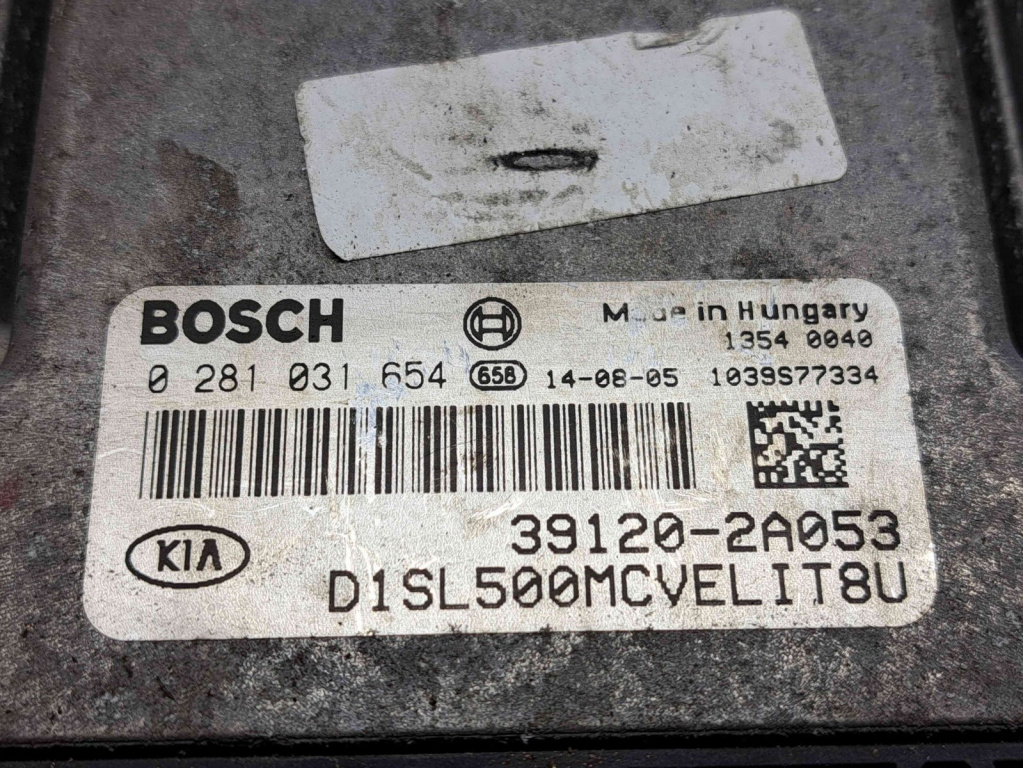 BOSCH
Made in Hungary
1354 0040
0 281 031 654 658 14-08-05 1039S77334
KIA
39120-2A053
D1SL500MCVELIT8U